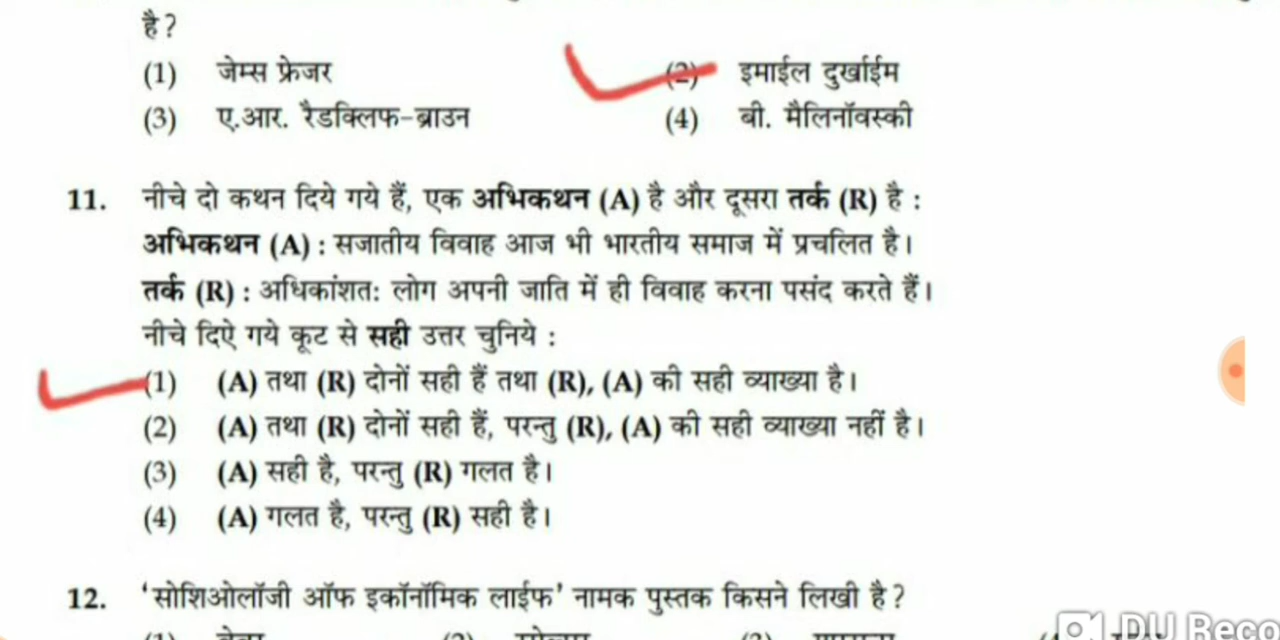 है?
(1) जेम्स फ्रेजर (2) इमाईल दुर्खाईम
(3) ए.आर. रैडक्लिफ-ब्राउन (4) बी. मैलिनॉवस्की
11. नीचे दो कथन दिये गये हैं, एक अभिकथन (A) है और दूसरा तर्क (R) है :
अभिकथन (A) : सजातीय विवाह आज भी भारतीय समाज में प्रचलित है।
तर्क (R) : अधिकांशत: लोग अपनी जाति में ही विवाह करना पसंद करते हैं।
नीचे दिऐ गये कूट से सही उत्तर चुनिये :
(1) (A) तथा (R) दोनों सही हैं तथा (R), (A) की सही व्याख्या है।
(2) (A) तथा (R) दोनों सही हैं, परन्तु (R), (A) की सही व्याख्या नहीं है।
(3) (A) सही है, परन्तु (R) गलत है।
(4) (A) गलत है, परन्तु (R) सही है।
12. 'सोशिओलॉजी ऑफ इकॉनॉमिक लाईफ' नामक पुस्तक किसने लिखी है?
DU Reco